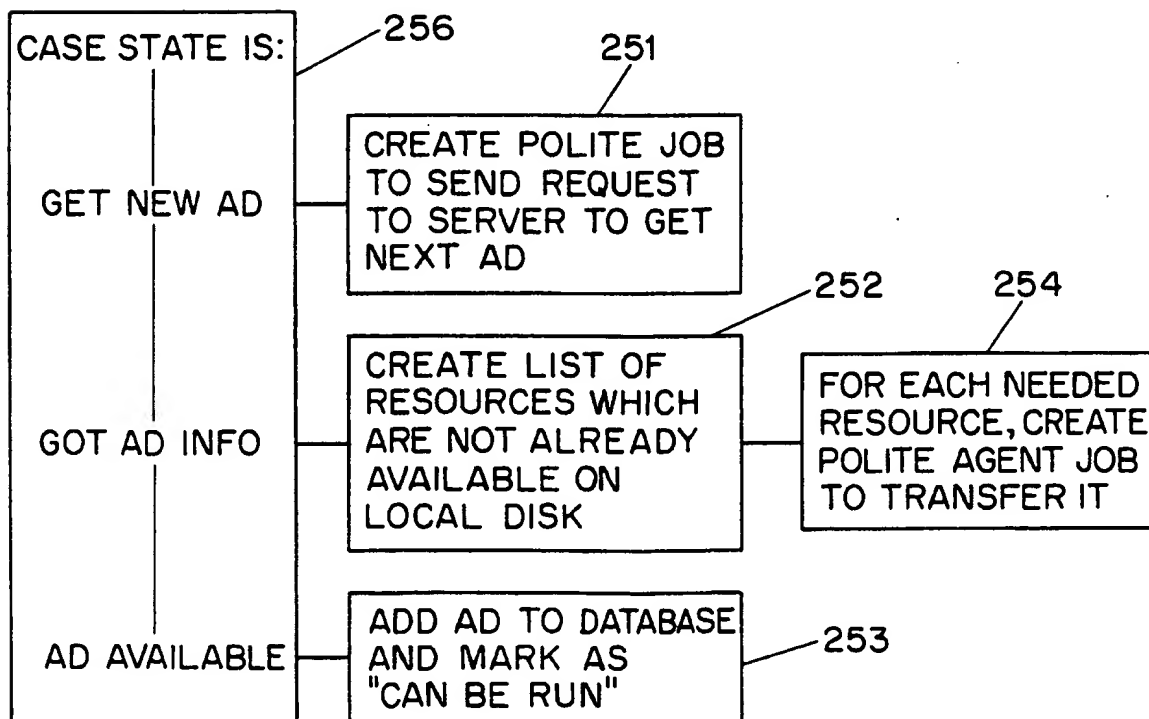 CASE STATE IS:
256
251
GET NEW AD
CREATE POLITE JOB
TO SEND REQUEST
TO SERVER TO GET
NEXT AD
252
254
GOT AD INFO
CREATE LIST OF
RESOURCES WHICH
ARE NOT ALREADY
AVAILABLE ON
LOCAL DISK
FOR EACH NEEDED
RESOURCE, CREATE
POLITE AGENT JOB
TO TRANSFER IT
AD AVAILABLE
ADD AD TO DATABASE
AND MARK AS
"CAN BE RUN"
253